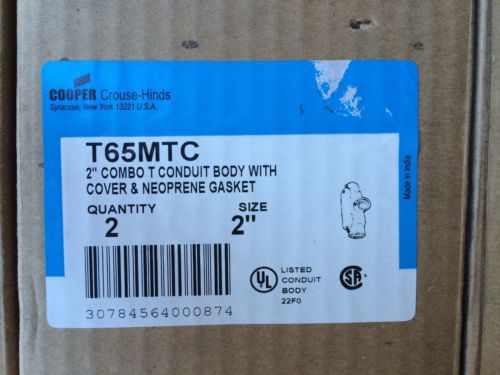 COOPER Crouse-Hinds
Syracuse, New York 13221 U.S.A.
T65MTC
2" COMBO T CONDUIT BODY WITH
COVER & NEOPRENE GASKET
QUANTITY SIZE
2 2"
Made in India
30784564000874
UL
LISTED
CONDUIT
BODY
22F0
SA